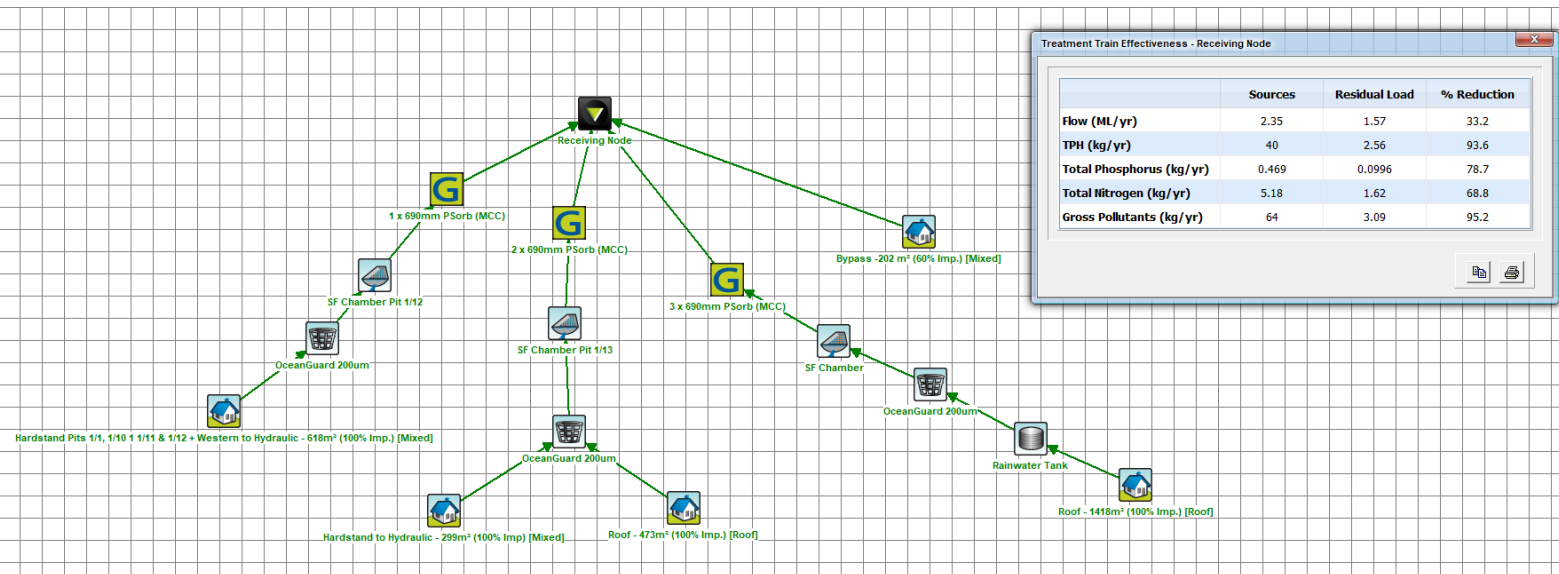 Treatment Train Effectiveness - Receiving Node
x
Sources Residual Load % Reduction
Flow (ML/yr) 2.35 1.57 33.2
TPH (kg/yr) 40 2.56 93.6
Total Phosphorus (kg/yr) 0.469 0.0996 78.7
Total Nitrogen (kg/yr) 5.18 1.62 68.8
Gross Pollutants (kg/yr) 64 3.09 95.2
Receiving Node
G
1 x 690mm PSorb (MCC)
G
2 x 690mm PSorb (MCC)
Bypass -202 m² (60% Imp.) [Mixed]
G
3 x 690mm PSorb (MCC)
SF Chamber Pit 1/12
SF Chamber Pit 1/13
OceanGuard 200um
SF Chamber
OceanGuard 200um
Hardstand Pits 1/1, 1/10 1 1/11 & 1/12 + Western to Hydraulic - 618m² (100% Imp.) [Mixed]
OceanGuard 200um
Rainwater Tank
Roof - 1418m² (100% Imp.) [Roof]
Hardstand to Hydraulic - 299m² (100% Imp) [Mixed]
Roof - 473m² (100% Imp.) [Roof]